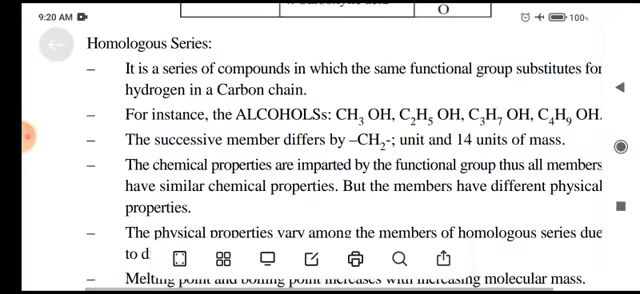 9:20 AM
100%
O
Homologous Series:
– It is a series of compounds in which the same functional group substitutes for
hydrogen in a Carbon chain.
– For instance, the ALCOHOLSs: CH₃ OH, C₂H₅ OH, C₃H₇ OH, C₄H₉ OH.
– The successive member differs by –CH₂-; unit and 14 units of mass.
– The chemical properties are imparted by the functional group thus all members
have similar chemical properties. But the members have different physical
properties.
– The physical properties vary among the members of homologous series due
to d
– Melting point and boiling point increases with increasing molecular mass.